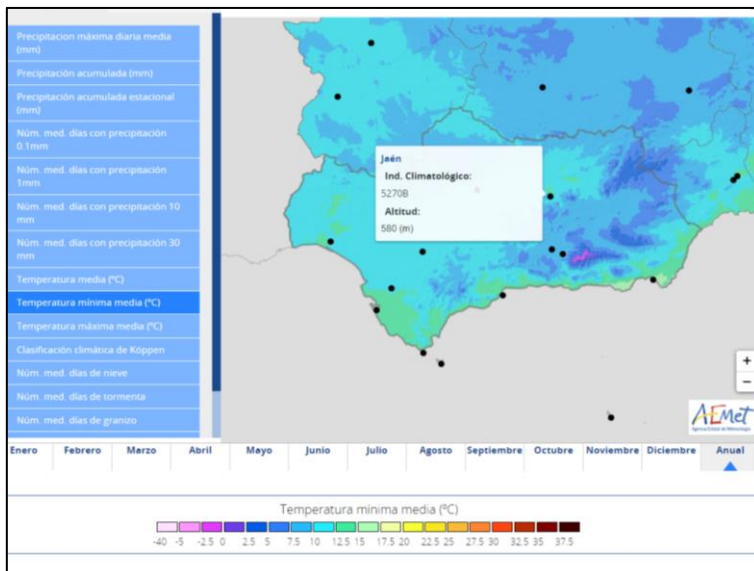 Precipitacion máxima diaria media
(mm)
Precipitación acumulada (mm)
Precipitación acumulada estacional
(mm)
Núm. med. días con precipitación
0.1mm
Núm. med. días con precipitación
1mm
Núm. med. días con precipitación 10
mm
Núm. med. días con precipitación 30
mm
Temperatura media (ºC)
Temperatura mínima media (ºC)
Temperatura máxima media (ºC)
Clasificación climática de Köppen
Núm. med. días de nieve
Núm. med. días de tormenta
Núm. med. días de granizo
Jaén
Ind. Climatológico:
5270B
Altitud:
580 (m)
+
−
AEmet
Agencia Estatal de Meteorología
Enero Febrero Marzo Abril Mayo Junio Julio Agosto Septiembre Octubre Noviembre Diciembre Anual
Temperatura mínima media (ºC)
-40 -5 -2.5 0 2.5 5 7.5 10 12.5 15 17.5 20 22.5 25 27.5 30 32.5 35 37.5